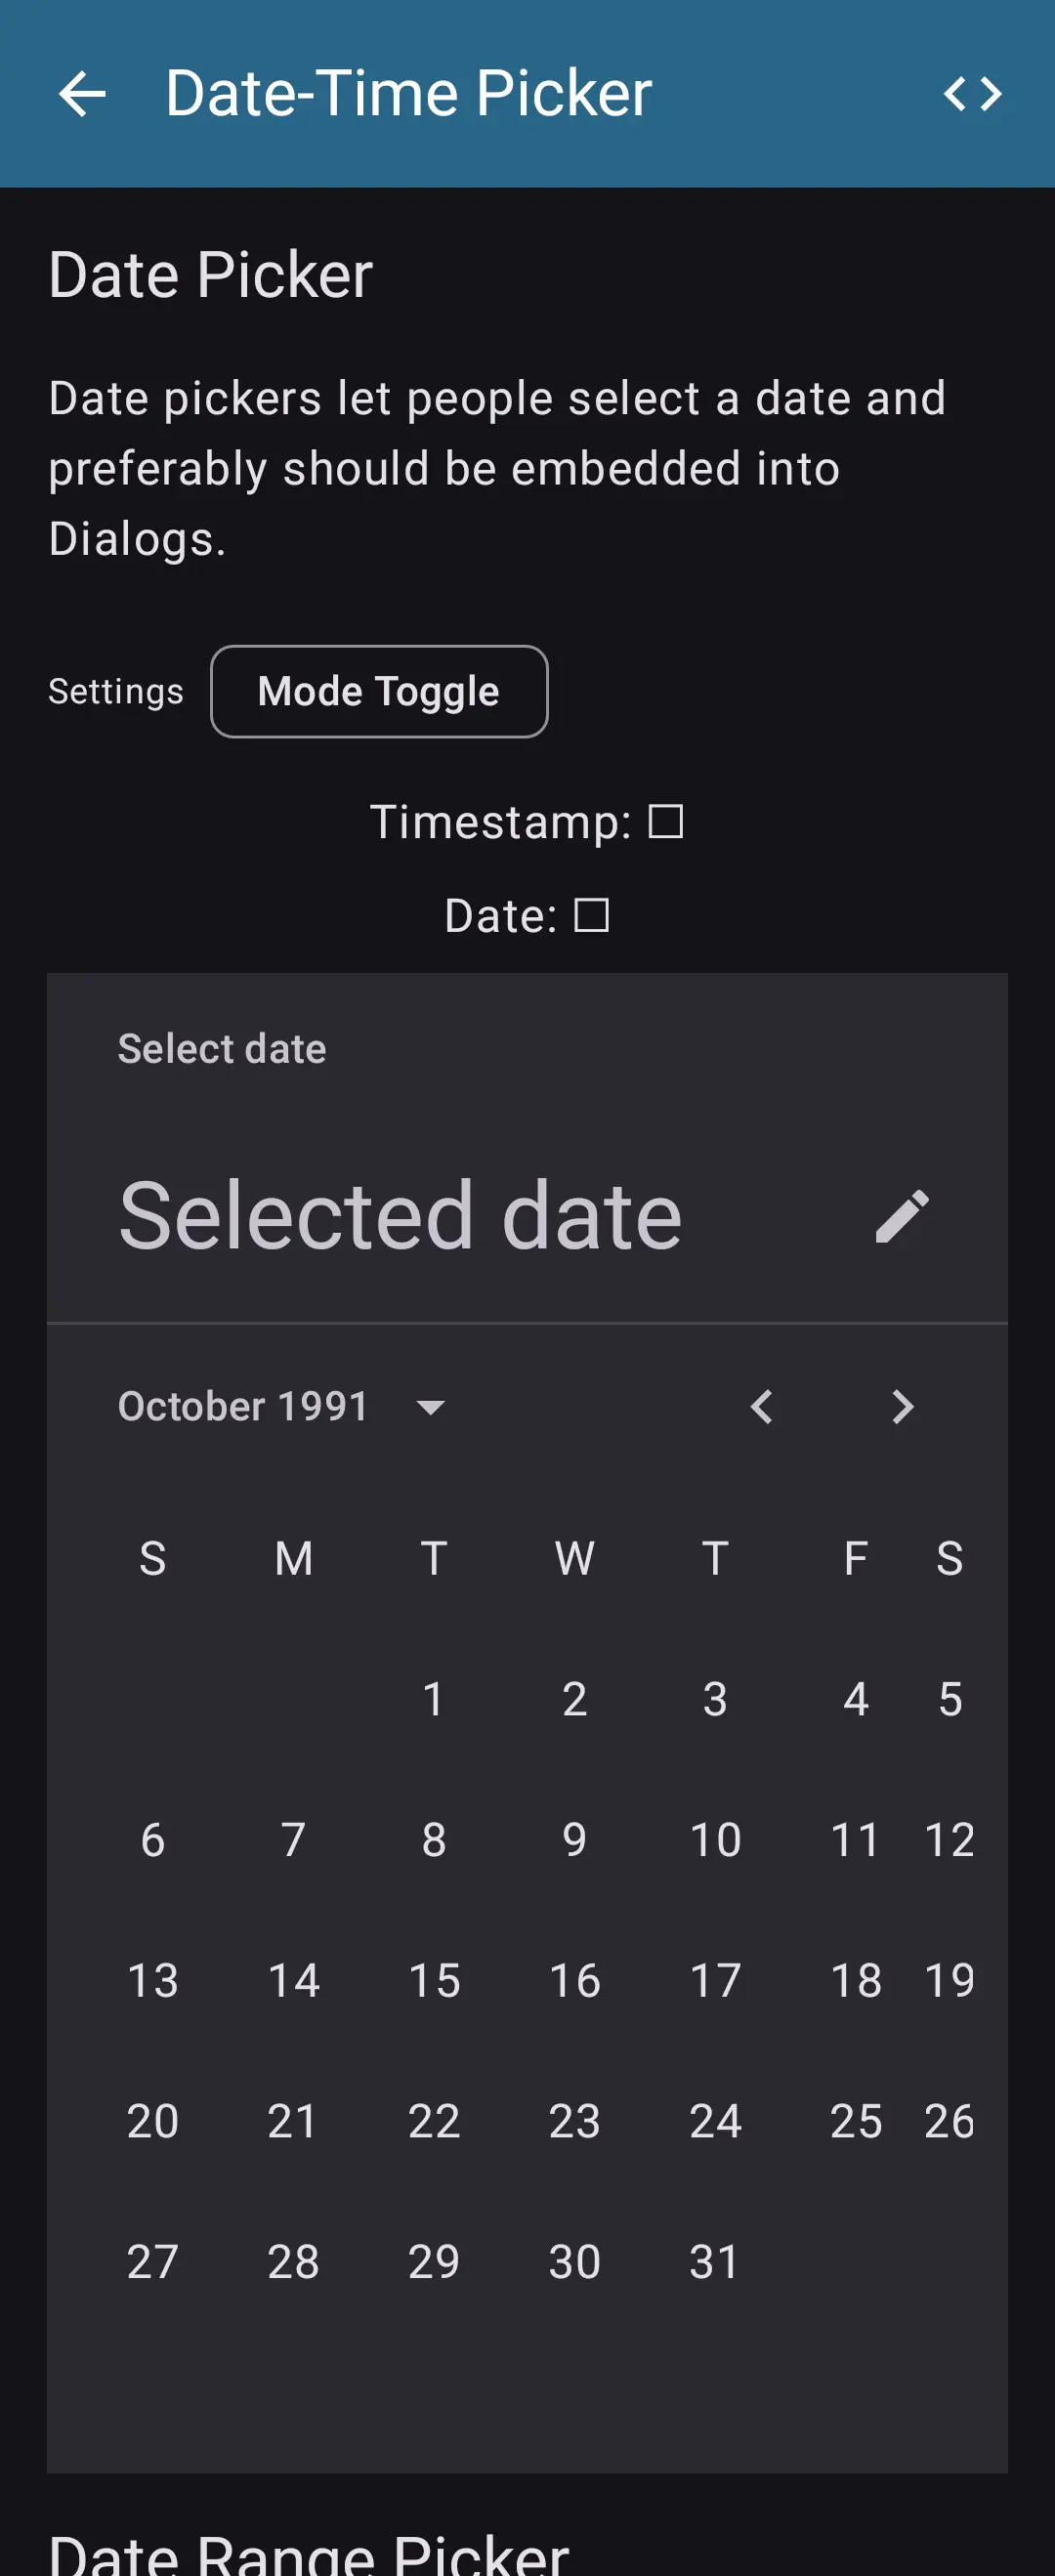 Date-Time Picker
Date Picker
Date pickers let people select a date and
preferably should be embedded into
Dialogs.
Settings Mode Toggle
Timestamp: □
Date: □
Select date
Selected date
October 1991
S M T W T F S
1 2 3 4 5
6 7 8 9 10 11 12
13 14 15 16 17 18 19
20 21 22 23 24 25 26
27 28 29 30 31
Date Range Picker